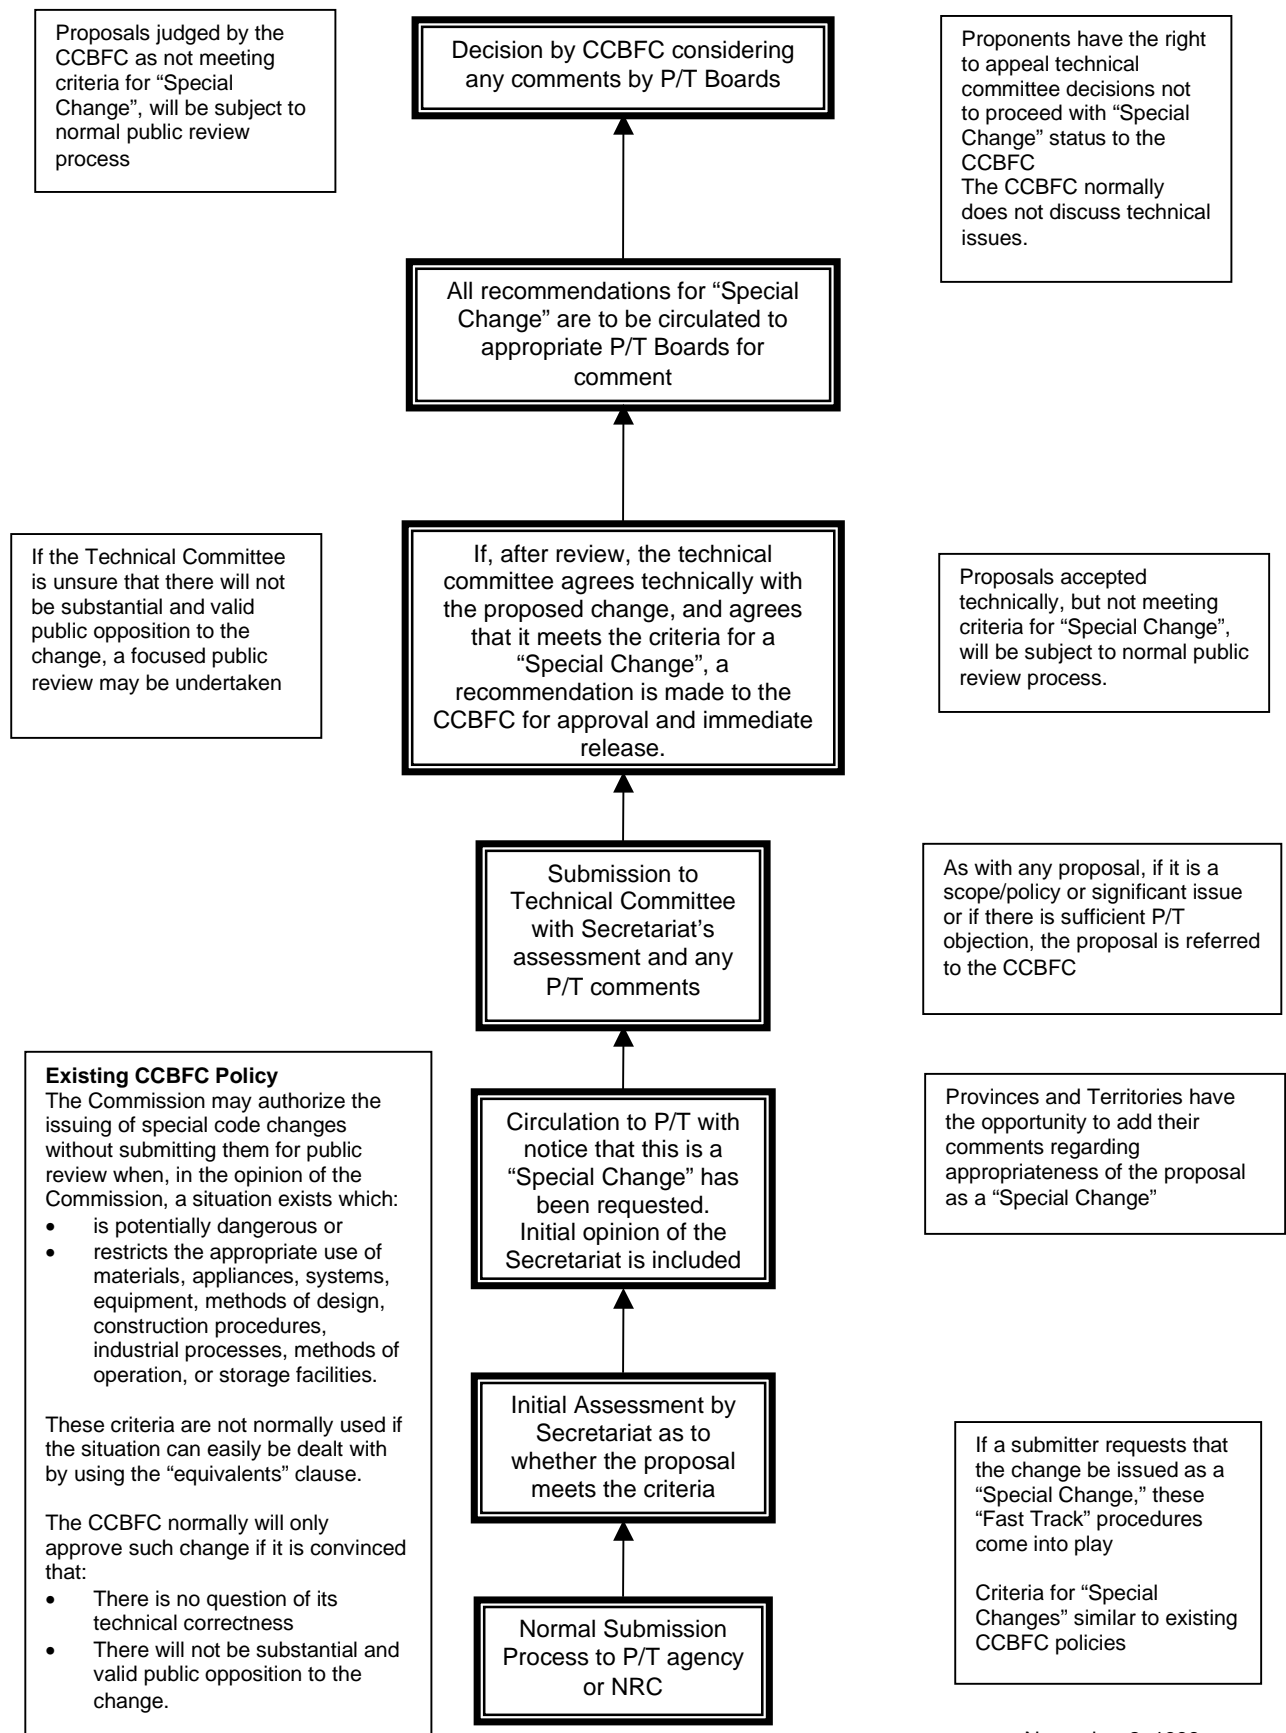 Proposals judged by the
CCBFC as not meeting
criteria for “Special
Change”, will be subject to
normal public review
process
Decision by CCBFC considering
any comments by P/T Boards
Proponents have the right
to appeal technical
committee decisions not
to proceed with “Special
Change” status to the
CCBFC
The CCBFC normally
does not discuss technical
issues.
All recommendations for “Special
Change” are to be circulated to
appropriate P/T Boards for
comment
If the Technical Committee
is unsure that there will not
be substantial and valid
public opposition to the
change, a focused public
review may be undertaken
If, after review, the technical
committee agrees technically with
the proposed change, and agrees
that it meets the criteria for a
“Special Change”, a
recommendation is made to the
CCBFC for approval and immediate
release.
Proposals accepted
technically, but not meeting
criteria for “Special Change”,
will be subject to normal public
review process.
Submission to
Technical Committee
with Secretariat’s
assessment and any
P/T comments
As with any proposal, if it is a
scope/policy or significant issue
or if there is sufficient P/T
objection, the proposal is referred
to the CCBFC
Existing CCBFC Policy
The Commission may authorize the
issuing of special code changes
without submitting them for public
review when, in the opinion of the
Commission, a situation exists which:
• is potentially dangerous or
• restricts the appropriate use of
materials, appliances, systems,
equipment, methods of design,
construction procedures,
industrial processes, methods of
operation, or storage facilities.
These criteria are not normally used if
the situation can easily be dealt with
by using the “equivalents” clause.
The CCBFC normally will only
approve such change if it is convinced
that:
• There is no question of its
technical correctness
• There will not be substantial and
valid public opposition to the
change.
Circulation to P/T with
notice that this is a
“Special Change” has
been requested.
Initial opinion of the
Secretariat is included
Provinces and Territories have
the opportunity to add their
comments regarding
appropriateness of the proposal
as a “Special Change”
Initial Assessment by
Secretariat as to
whether the proposal
meets the criteria
If a submitter requests that
the change be issued as a
“Special Change,” these
“Fast Track” procedures
come into play
Criteria for “Special
Changes” similar to existing
CCBFC policies
Normal Submission
Process to P/T agency
or NRC